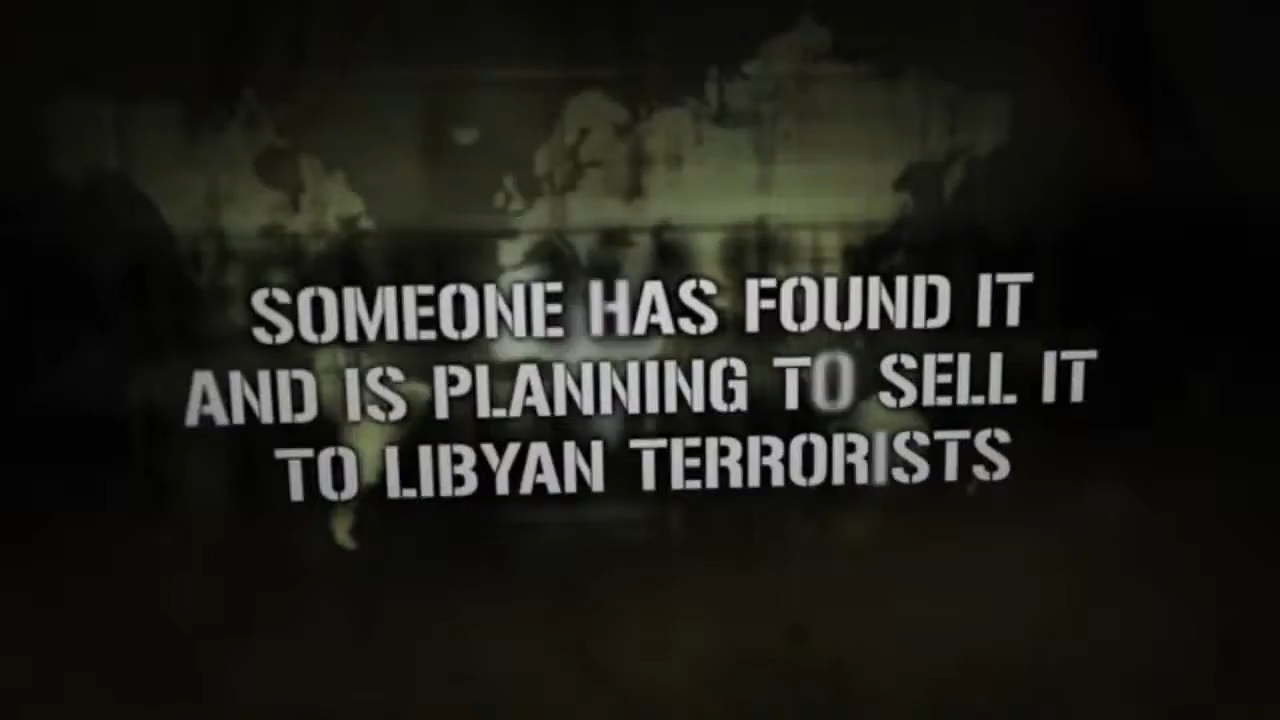 SOMEONE HAS FOUND IT
AND IS PLANNING TO SELL IT
TO LIBYAN TERRORISTS